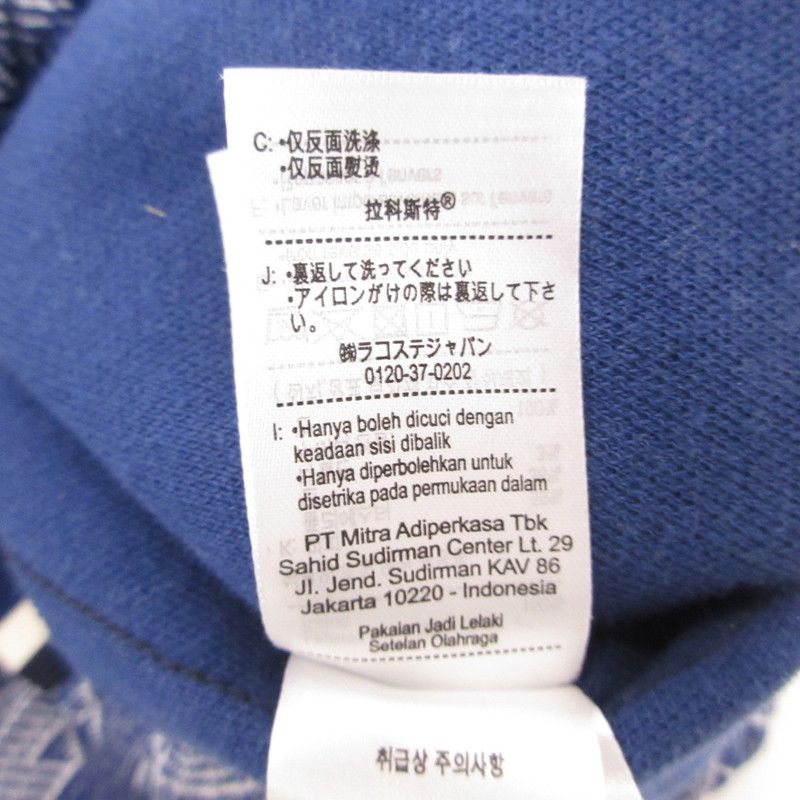 C: •仅反面洗涤
•仅反面熨烫
拉科斯特®
J: •裏返して洗ってください
•アイロンがけの際は裏返して下さ
い。
㈱ラコステジャパン
0120-37-0202
I: •Hanya boleh dicuci dengan
keadaan sisi dibalik
•Hanya diperbolehkan untuk
disetrika pada permukaan dalam
PT Mitra Adiperkasa Tbk
Sahid Sudirman Center Lt. 29
Jl. Jend. Sudirman KAV 86
Jakarta 10220 - Indonesia
Pakaian Jadi Lelaki
Setelan Olahraga
취급상 주의사항